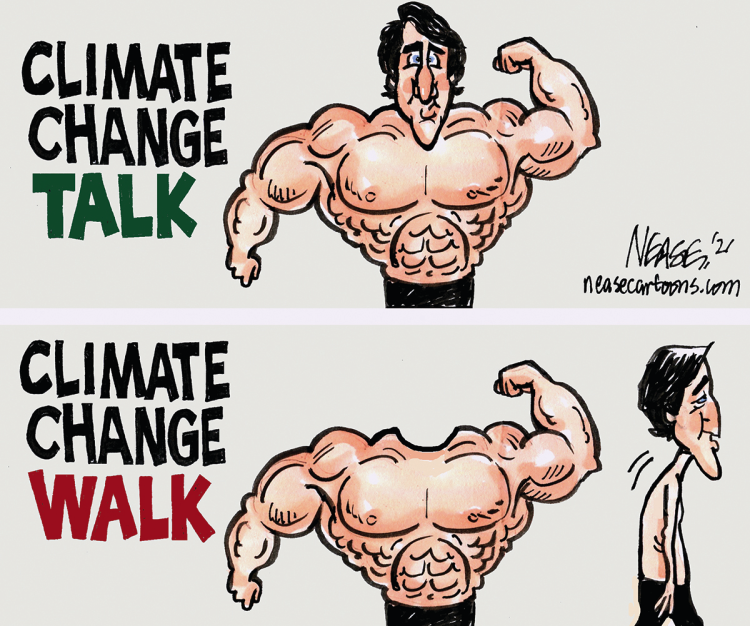 CLIMATE
CHANGE
TALK
NEASE, '21
neasecartoons.com
CLIMATE
CHANGE
WALK